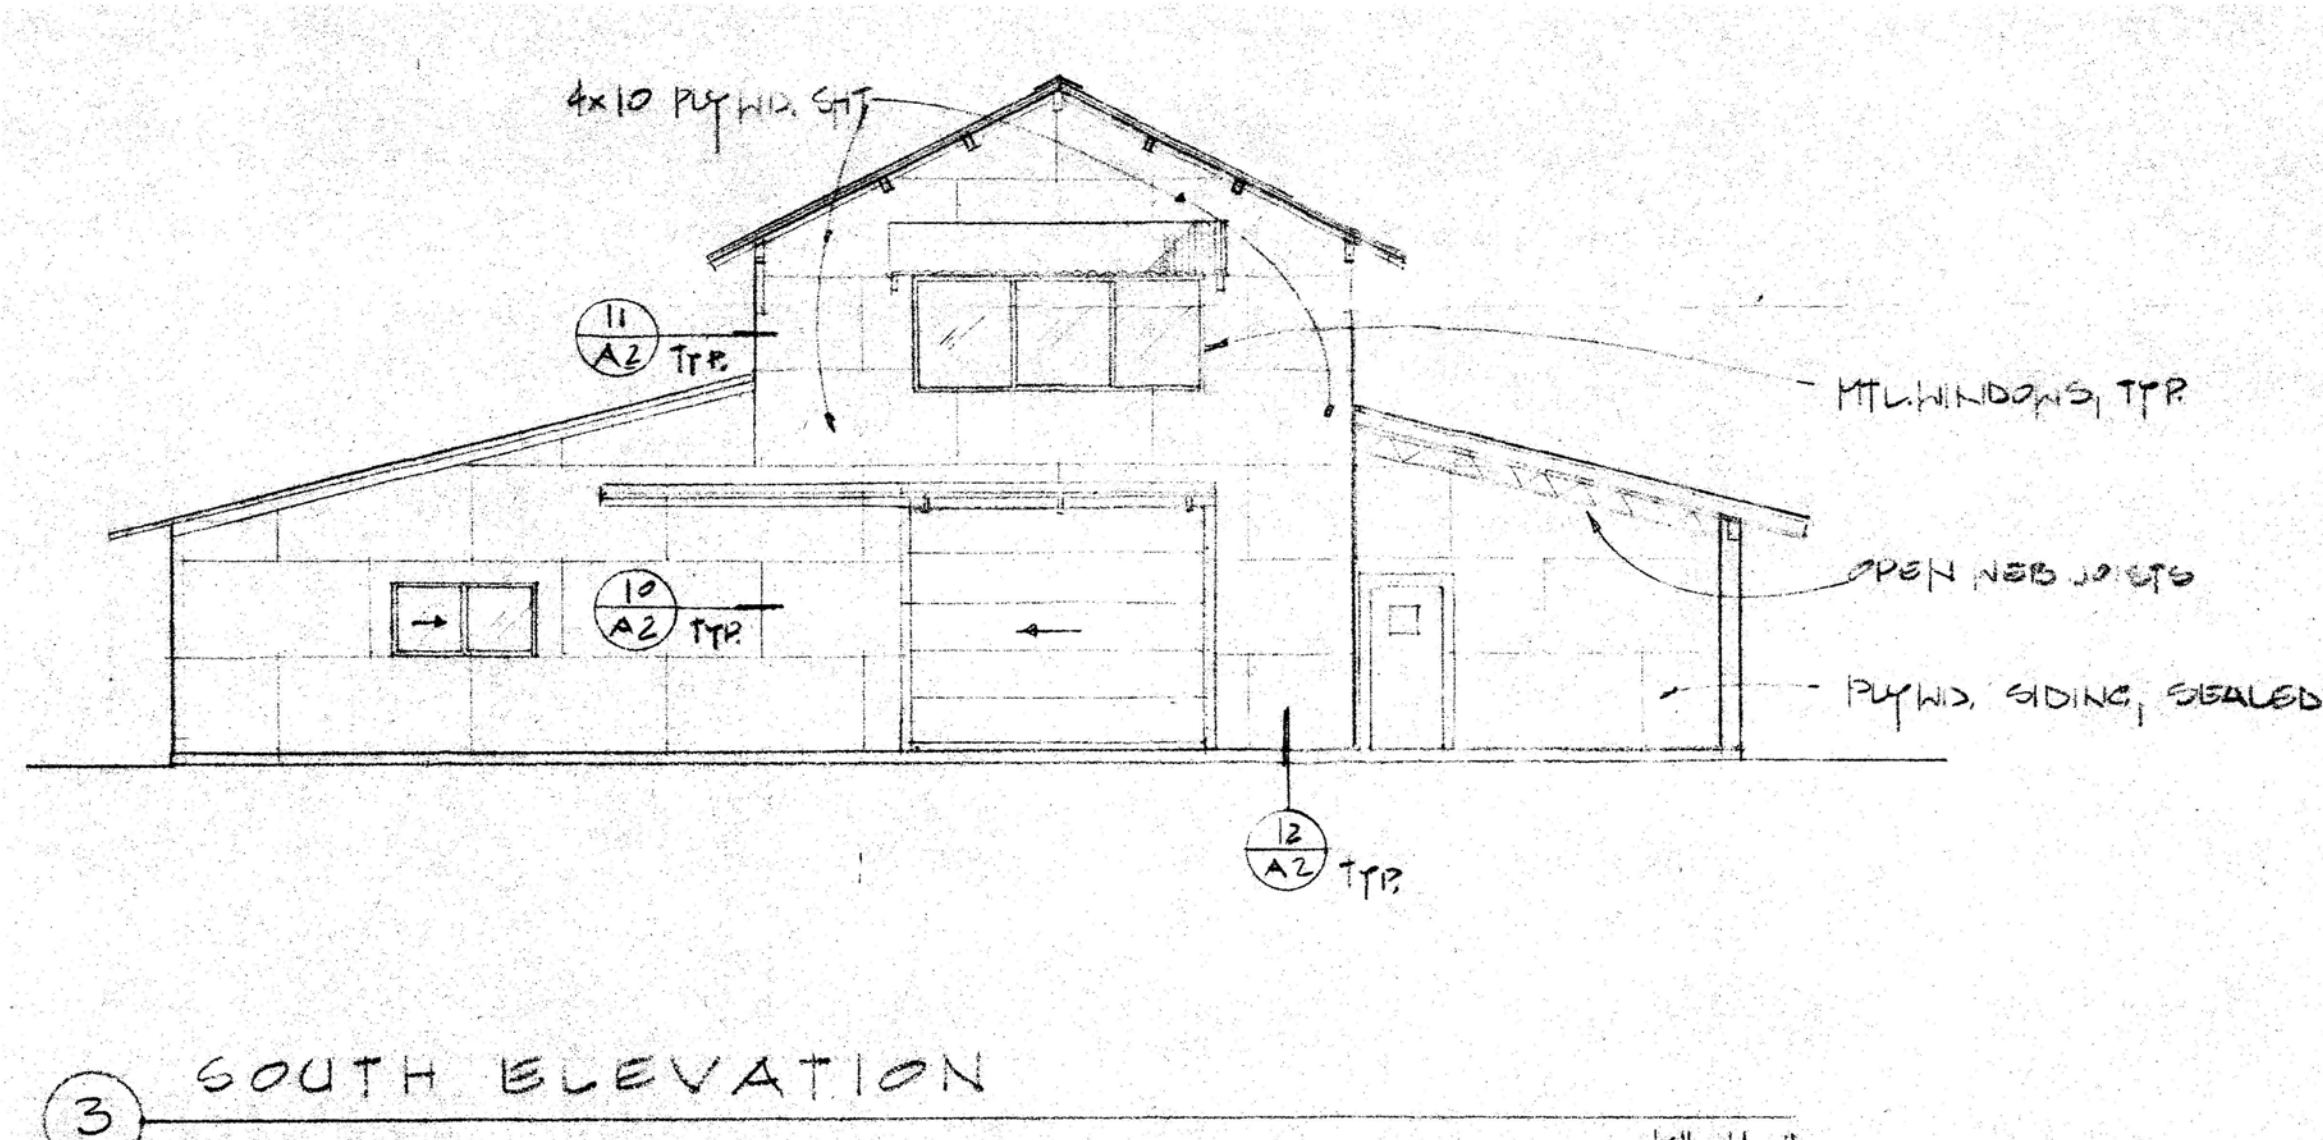 4x10 PLYWD. SHT
11
A2 TYP.
MTL. WINDOWS, TYP.
OPEN WEB JOISTS
10
A2 TYP.
PLYWD. SIDING, SEALED
12
A2 TYP.
SOUTH ELEVATION
3